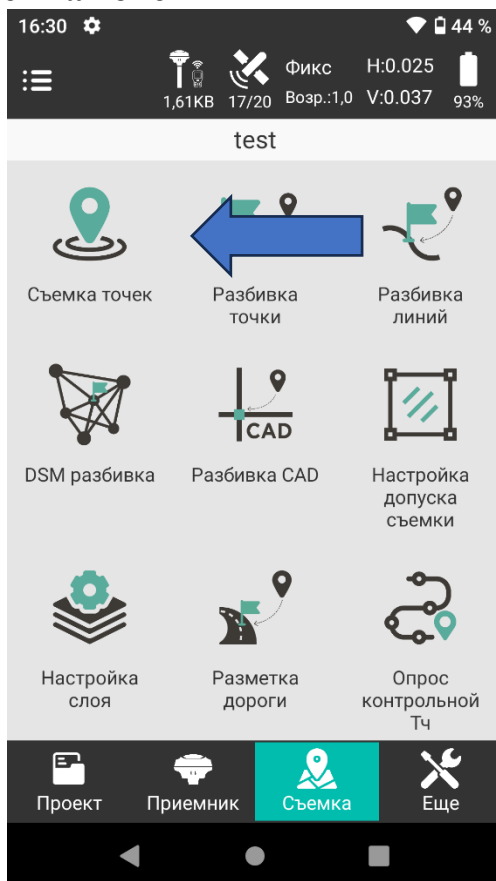 16:30 44 %
Фикс H:0.025
1,61KB 17/20 Возр.:1,0 V:0.037 93%
test
Съемка точек Разбивка точки Разбивка линий
CAD
DSM разбивка Разбивка CAD Настройка допуска съемки
Настройка слоя Разметка дороги Опрос контрольной Тч
Проект Приемник Съемка Еще